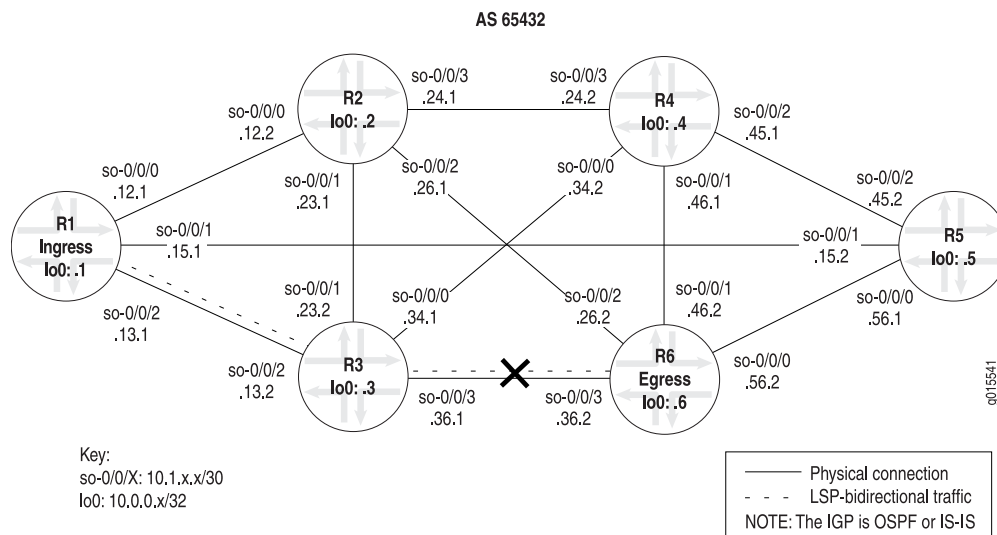 AS 65432
so-0/0/3
.24.1
so-0/0/3
.24.2
R2
lo0: .2
R4
lo0: .4
so-0/0/0
.12.2
so-0/0/2
.45.1
so-0/0/0
.12.1
so-0/0/1
.23.1
so-0/0/2
.26.1
so-0/0/0
.34.2
so-0/0/1
.46.1
so-0/0/2
.45.2
R1
Ingress
lo0: .1
so-0/0/1
.15.1
so-0/0/1
.15.2
R5
lo0: .5
so-0/0/2
.13.1
so-0/0/1
.23.2
so-0/0/0
.34.1
so-0/0/2
.26.2
so-0/0/1
.46.2
so-0/0/0
.56.1
so-0/0/2
.13.2
R3
lo0: .3
R6
Egress
lo0: .6
so-0/0/0
.56.2
so-0/0/3
.36.1
so-0/0/3
.36.2
g015541
Key:
so-0/0/X: 10.1.x.x/30
lo0: 10.0.0.x/32
Physical connection
LSP-bidirectional traffic
NOTE: The IGP is OSPF or IS-IS